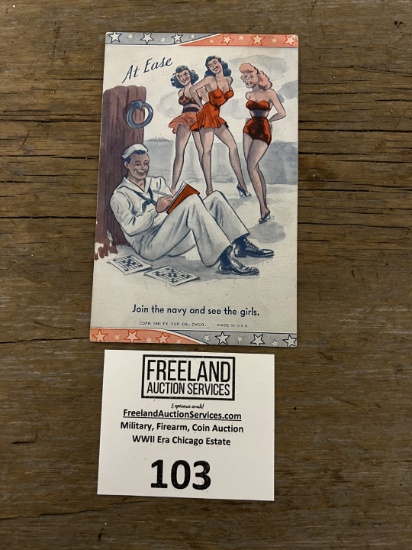 At Ease
Join the navy and see the girls.
MADE IN U.S.A.
FREELAND
AUCTION SERVICES
FreelandAuctionServices.com
Military, Firearm, Coin Auction
WWII Era Chicago Estate
103